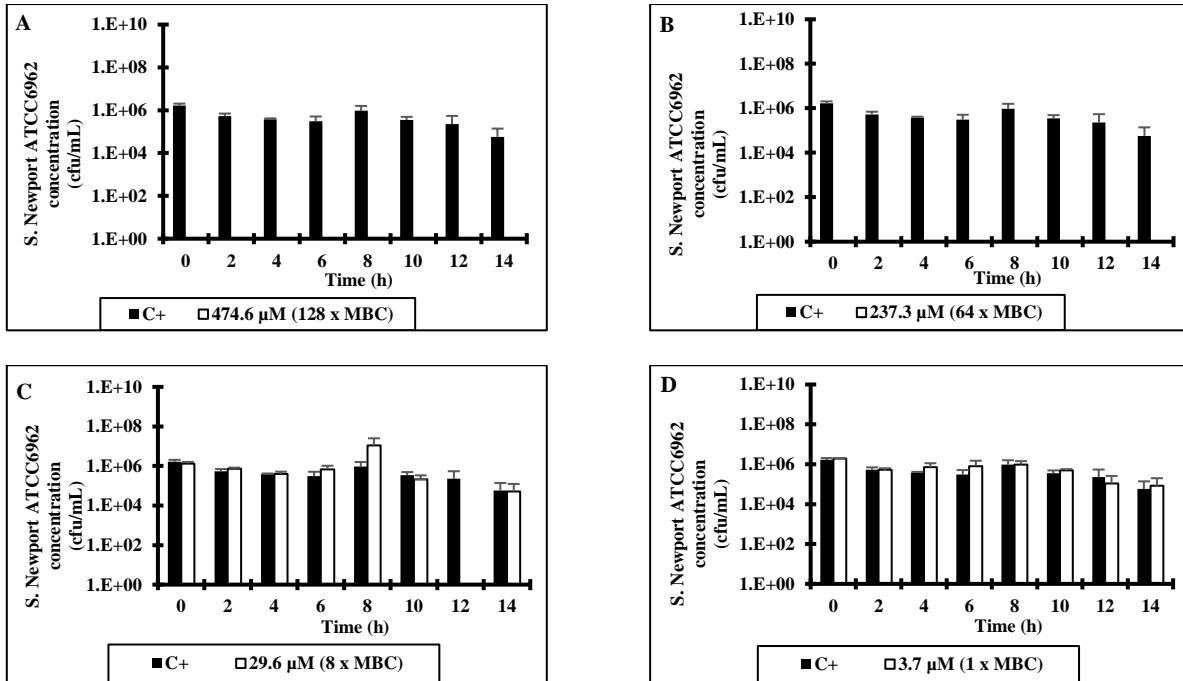 A
S. Newport ATCC6962
concentration
(cfu/mL)
1.E+10
1.E+08
1.E+06
1.E+04
1.E+02
1.E+00
0 2 4 6 8 10 12 14
Time (h)
C+ 474.6 µM (128 x MBC)
B
S. Newport ATCC6962
concentration
(cfu/mL)
1.E+10
1.E+08
1.E+06
1.E+04
1.E+02
1.E+00
0 2 4 6 8 10 12 14
Time (h)
C+ 237.3 µM (64 x MBC)
C
S. Newport ATCC6962
concentration
(cfu/mL)
1.E+10
1.E+08
1.E+06
1.E+04
1.E+02
1.E+00
0 2 4 6 8 10 12 14
Time (h)
C+ 29.6 µM (8 x MBC)
D
S. Newport ATCC6962
concentration
(cfu/mL)
1.E+10
1.E+08
1.E+06
1.E+04
1.E+02
1.E+00
0 2 4 6 8 10 12 14
Time (h)
C+ 3.7 µM (1 x MBC)